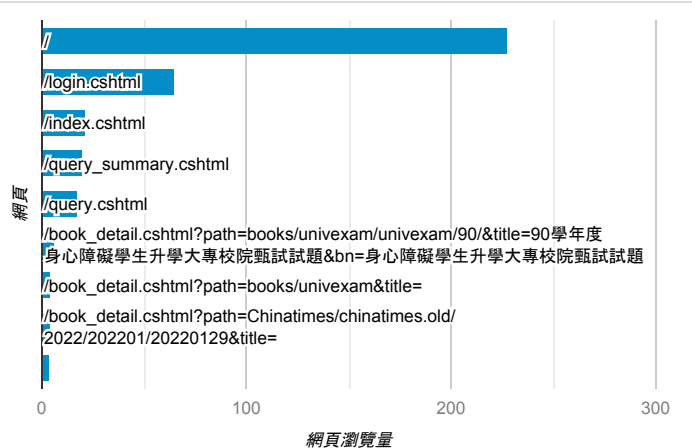 /
/login.cshtml
/index.cshtml
/query_summary.cshtml
/query.cshtml
/book_detail.cshtml?path=books/univexam/univexam/90/&title=90學年度
身心障礙學生升學大專校院甄試試題&bn=身心障礙學生升學大專校院甄試試題
/book_detail.cshtml?path=books/univexam&title=
/book_detail.cshtml?path=Chinatimes/chinatimes.old/
2022/202201/20220129&title=
網頁
0 100 200 300
網頁瀏覽量